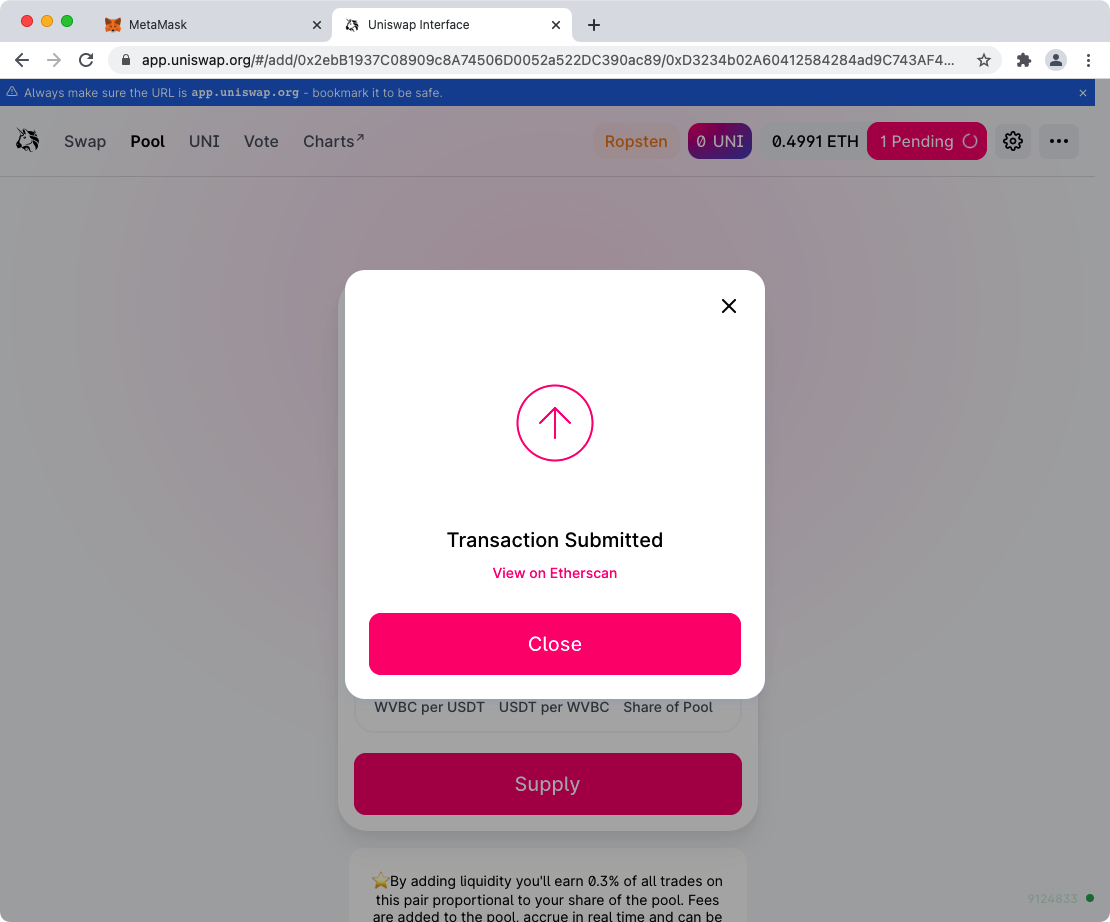 MetaMask
Uniswap Interface
app.uniswap.org/#/add/0x2ebB1937C08909c8A74506D0052a522DC390ac89/0xD3234b02A60412584284ad9C743AF4...
Always make sure the URL is app.uniswap.org - bookmark it to be safe.
Swap Pool UNI Vote Charts↗ Ropsten 0 UNI 0.4991 ETH 1 Pending
Transaction Submitted
View on Etherscan
Close
WVBC per USDT USDT per WVBC Share of Pool
Supply
⭐By adding liquidity you'll earn 0.3% of all trades on
this pair proportional to your share of the pool. Fees
are added to the pool, accrue in real time and can be
9124833